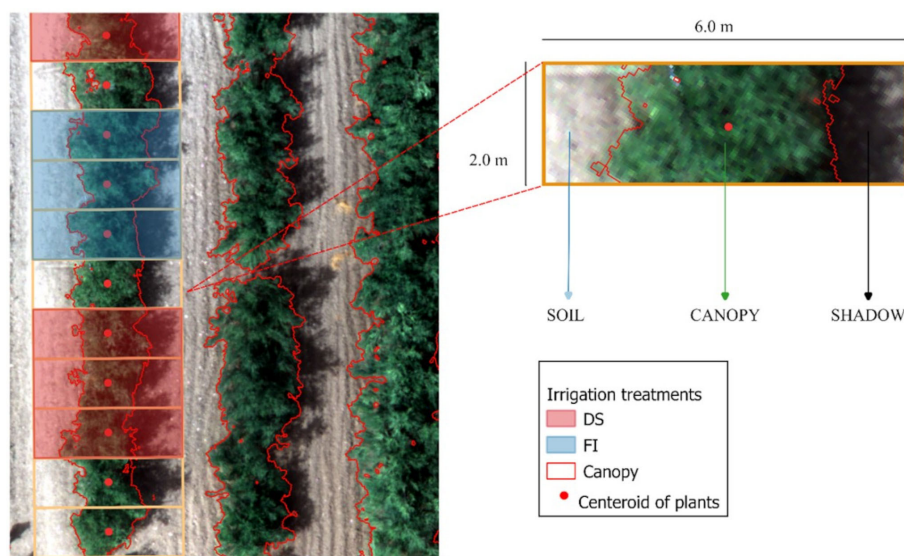 6.0 m
2.0 m
SOIL
CANOPY
SHADOW
Irrigation treatments
DS
FI
Canopy
Centeroid of plants